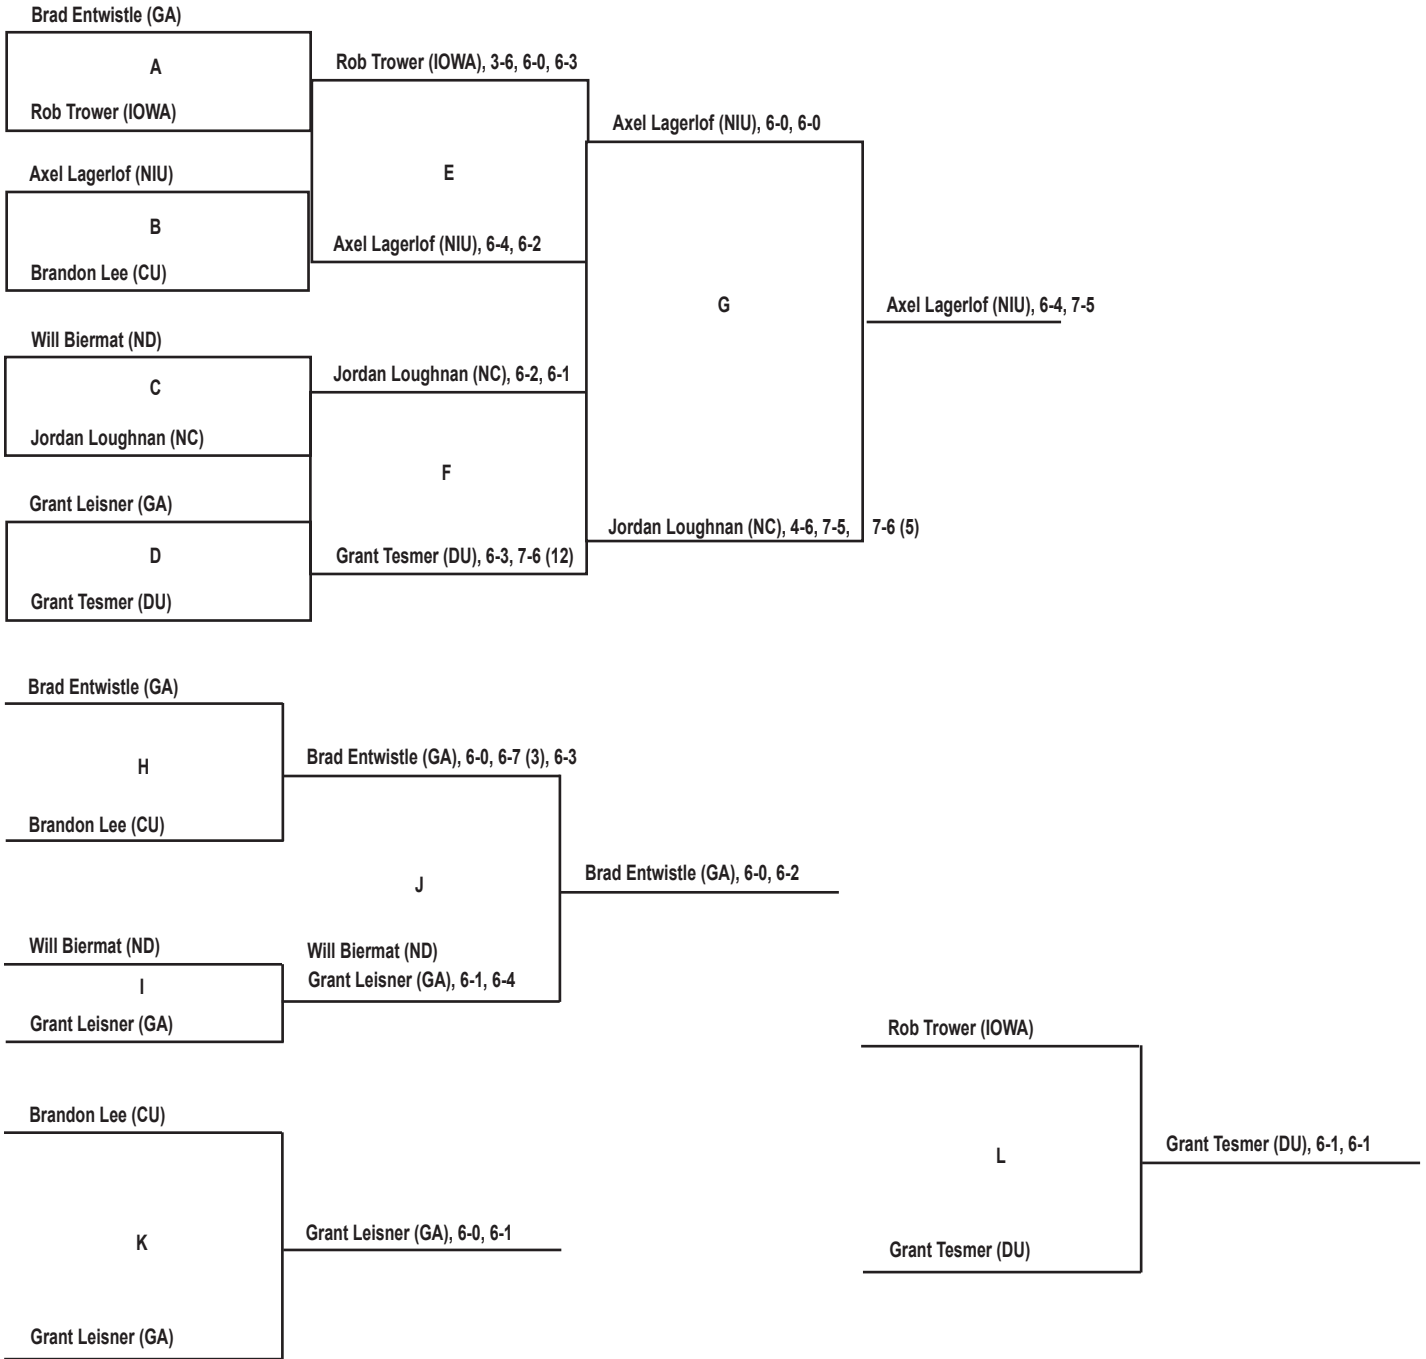 Brad Entwistle (GA)
A
Rob Trower (IOWA)
Rob Trower (IOWA), 3-6, 6-0, 6-3
Axel Lagerlof (NIU)
B
Brandon Lee (CU)
E
Axel Lagerlof (NIU), 6-4, 6-2
Axel Lagerlof (NIU), 6-0, 6-0
Will Biermat (ND)
C
Jordan Loughnan (NC)
Jordan Loughnan (NC), 6-2, 6-1
Grant Leisner (GA)
D
Grant Tesmer (DU)
F
Grant Tesmer (DU), 6-3, 7-6 (12)
G
Jordan Loughnan (NC), 4-6, 7-5, 7-6 (5)
Axel Lagerlof (NIU), 6-4, 7-5
Brad Entwistle (GA)
H
Brandon Lee (CU)
Brad Entwistle (GA), 6-0, 6-7 (3), 6-3
J
Will Biermat (ND)
I
Grant Leisner (GA)
Will Biermat (ND)
Grant Leisner (GA), 6-1, 6-4
Brad Entwistle (GA), 6-0, 6-2
Brandon Lee (CU)
K
Grant Leisner (GA)
Grant Leisner (GA), 6-0, 6-1
Rob Trower (IOWA)
L
Grant Tesmer (DU)
Grant Tesmer (DU), 6-1, 6-1